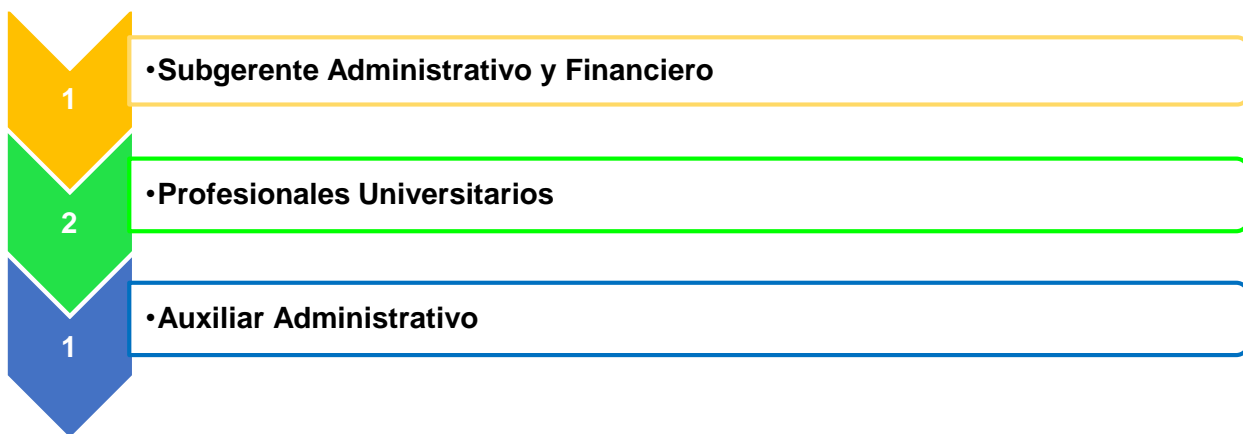 1
•Subgerente Administrativo y Financiero
2
•Profesionales Universitarios
1
•Auxiliar Administrativo